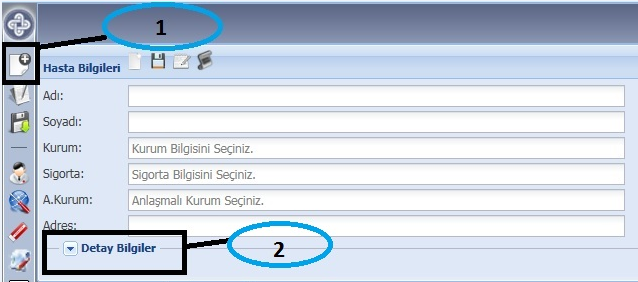 1
Hasta Bilgileri
Adı:
Soyadı:
Kurum: Kurum Bilgisini Seçiniz.
Sigorta: Sigorta Bilgisini Seçiniz.
A.Kurum: Anlaşmalı Kurum Seçiniz.
Adres:
Detay Bilgiler 2